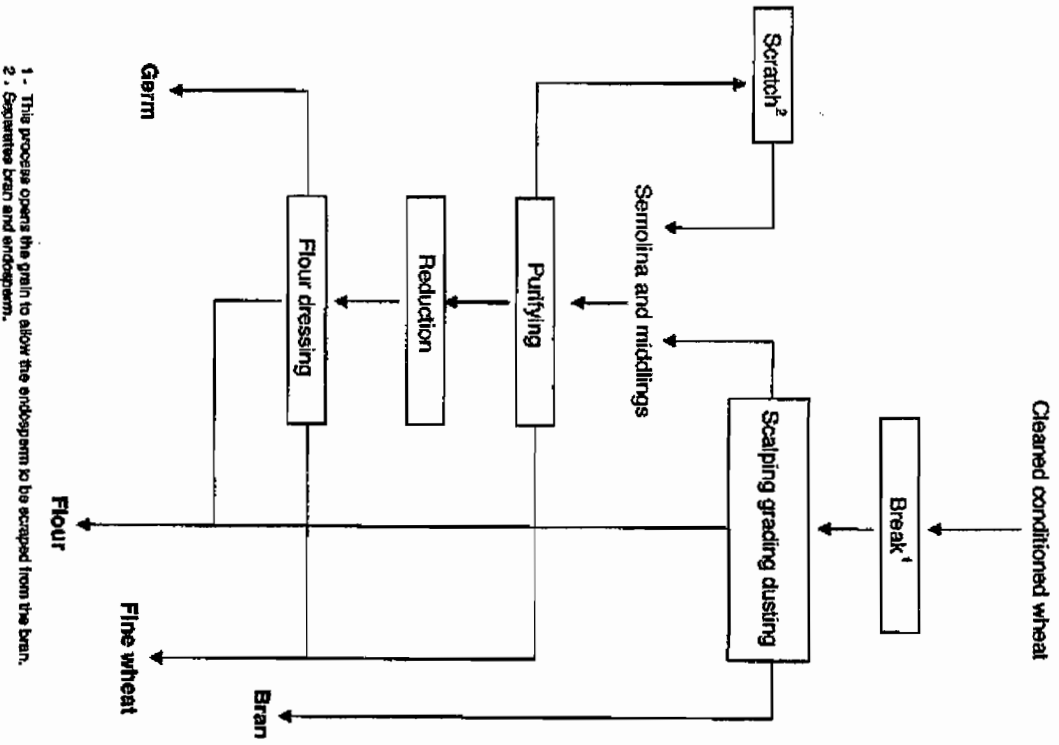 Cleaned conditioned wheat
Break¹
Scalping grading dusting
Scratch²
Semolina and middlings
Purifying
Reduction
Flour dressing
Germ
Bran
Fine wheat
Flour
1 - This process opens the grain to allow the endosperm to be scraped from the bran.
2 - Separates bran and endosperm.